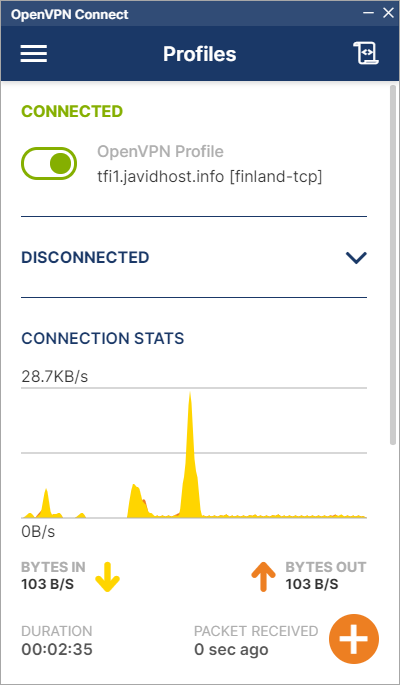 OpenVPN Connect
Profiles
CONNECTED
OpenVPN Profile
tfi1.javidhost.info [finland-tcp]
DISCONNECTED
CONNECTION STATS
28.7KB/s
0B/s
BYTES IN
103 B/S
BYTES OUT
103 B/S
DURATION
00:02:35
PACKET RECEIVED
0 sec ago